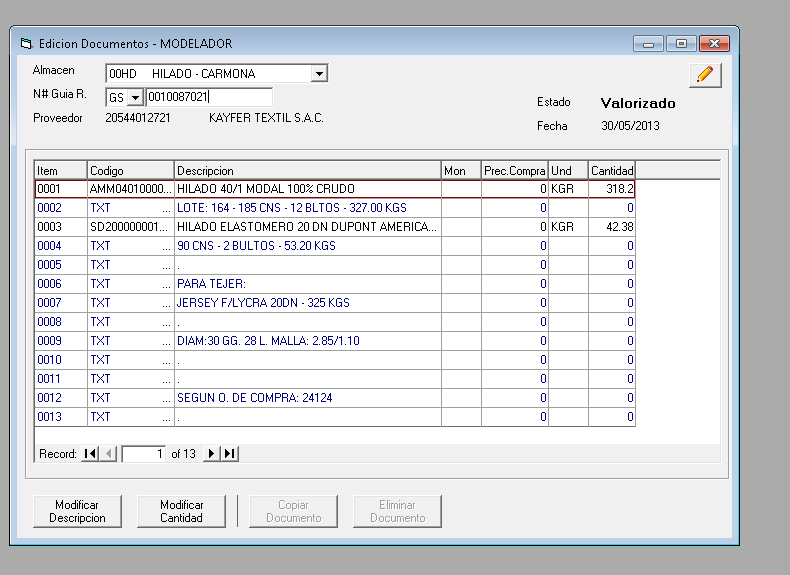 Edicion Documentos - MODELADOR
Almacen 00HD HILADO - CARMONA
N# Guia R. GS 0010087021
Proveedor 20544012721 KAYFER TEXTIL S.A.C.
Estado Valorizado
Fecha 30/05/2013
Item Codigo Descripcion Mon Prec.Compra Und Cantidad
0001 AMM04010000... HILADO 40/1 MODAL 100% CRUDO 0 KGR 318.2
0002 TXT ... LOTE: 164 - 185 CNS - 12 BLTOS - 327.00 KGS 0 0
0003 SD200000001... HILADO ELASTOMERO 20 DN DUPONT AMERICA... 0 KGR 42.38
0004 TXT ... 90 CNS - 2 BULTOS - 53.20 KGS 0 0
0005 TXT ... . 0 0
0006 TXT ... PARA TEJER: 0 0
0007 TXT ... JERSEY F/LYCRA 20DN - 325 KGS 0 0
0008 TXT ... . 0 0
0009 TXT ... DIAM:30 GG. 28 L. MALLA: 2.85/1.10 0 0
0010 TXT ... . 0 0
0011 TXT ... . 0 0
0012 TXT ... SEGUN O. DE COMPRA: 24124 0 0
0013 TXT ... . 0 0
Record: 1 of 13
Modificar Descripcion
Modificar Cantidad
Copiar Documento
Eliminar Documento